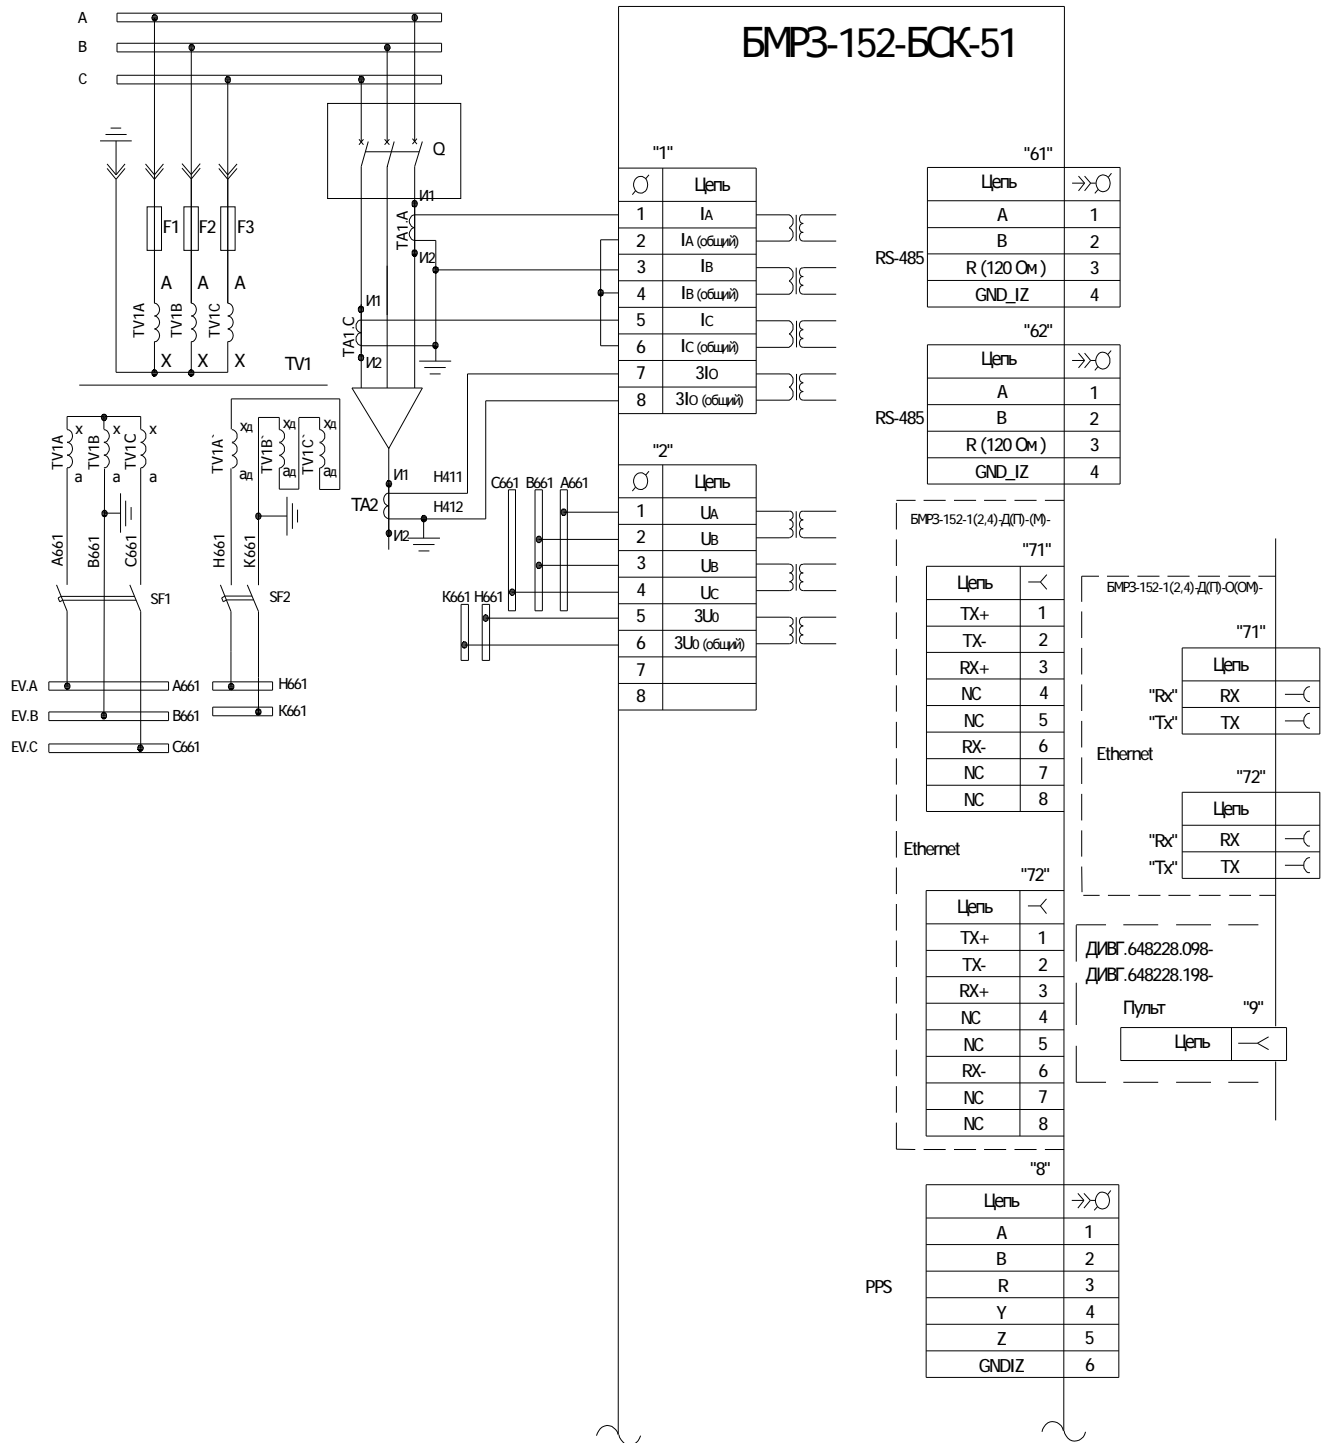 БМРЗ-152-БСК-51
A
B
C
Q
И1
TA1.A
И2
F1 F2 F3
A A A
TV1A TV1B TV1C
X X X
TV1
И1
TA1.C
И2
x x x
TV1A TV1B TV1C
a a a
xд xд xд
TV1A` TV1B` TV1C`
aд aд aд
И1
H411
TA2
H412
И2
A661 B661 C661
H661 K661
SF1
SF2
EV.A A661
EV.B B661
EV.C C661
H661
K661
C661 B661 A661
K661 H661
"1"
Цепь
1 IA
2 IA (общий)
3 IB
4 IB (общий)
5 IC
6 IC (общий)
7 3IO
8 3IO (общий)
"2"
Цепь
1 UA
2 UB
3 UB
4 UC
5 3U0
6 3U0 (общий)
7
8
"61"
Цепь
RS-485
A 1
B 2
R (120 Ом) 3
GND_IZ 4
"62"
Цепь
RS-485
A 1
B 2
R (120 Ом) 3
GND_IZ 4
БМРЗ-152-1(2,4)-Д(П)-(М)-
"71"
Цепь
TX+ 1
TX- 2
RX+ 3
NC 4
NC 5
RX- 6
NC 7
NC 8
Ethernet
"72"
Цепь
TX+ 1
TX- 2
RX+ 3
NC 4
NC 5
RX- 6
NC 7
NC 8
БМРЗ-152-1(2,4)-Д(П)-О(ОМ)-
"71"
Цепь
"Rx" RX
"Tx" TX
Ethernet
"72"
Цепь
"Rx" RX
"Tx" TX
ДИВГ.648228.098-
ДИВГ.648228.198-
Пульт "9"
Цепь
"8"
Цепь
PPS
A 1
B 2
R 3
Y 4
Z 5
GNDIZ 6